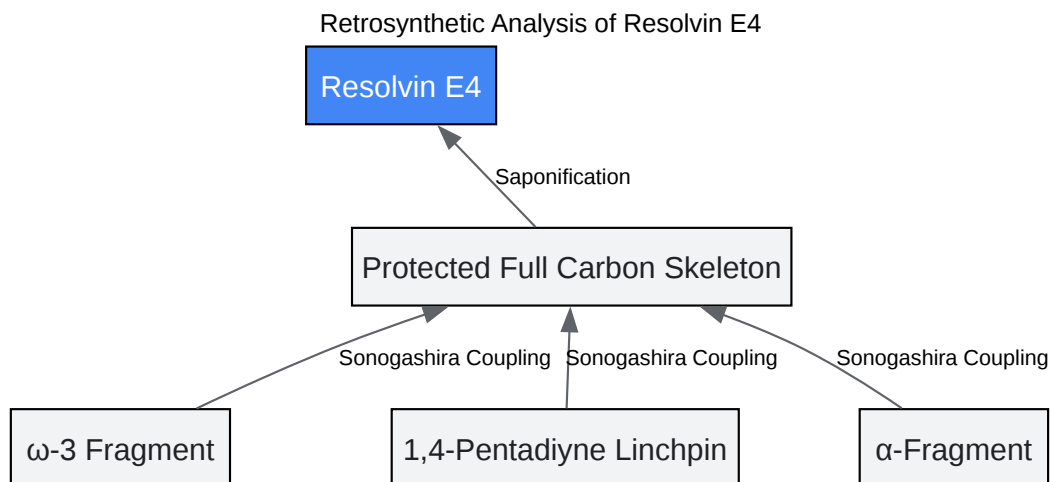 Retrosynthetic Analysis of Resolvin E4
Resolvin E4
Saponification
Protected Full Carbon Skeleton
Sonogashira Coupling
Sonogashira Coupling
Sonogashira Coupling
ω-3 Fragment
1,4-Pentadiyne Linchpin
α-Fragment